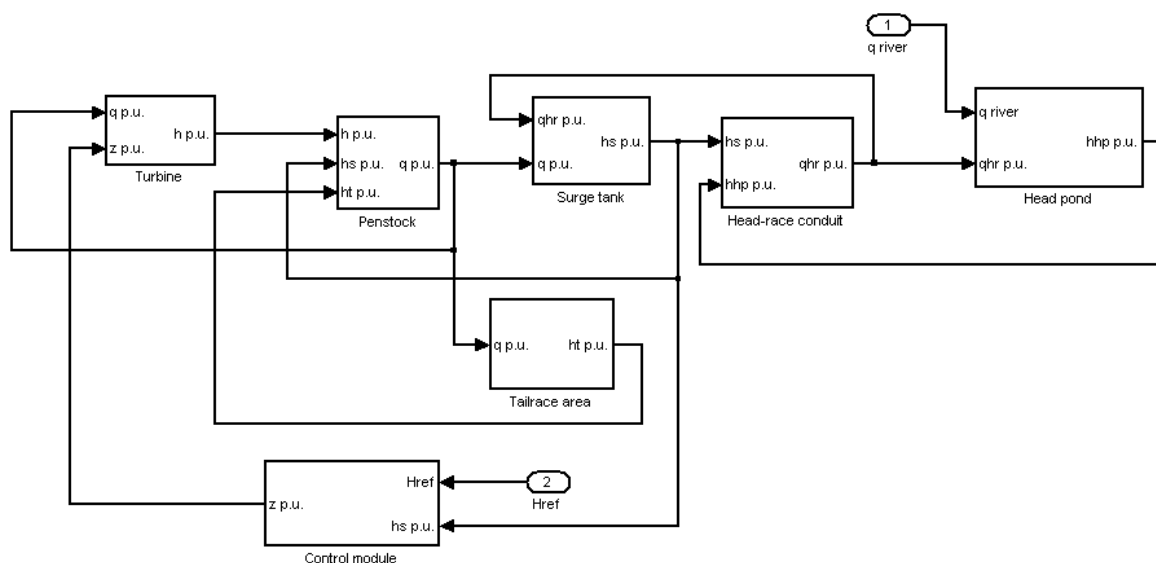 1
q river
q p.u.
z p.u.
h p.u.
Turbine
h p.u.
hs p.u.
ht p.u.
q p.u.
Penstock
qhr p.u.
q p.u.
hs p.u.
Surge tank
hs p.u.
hhp p.u.
qhr p.u.
Head-race conduit
q river
qhr p.u.
hhp p.u.
Head pond
q p.u.
ht p.u.
Tailrace area
z p.u.
Href
hs p.u.
Control module
2
Href